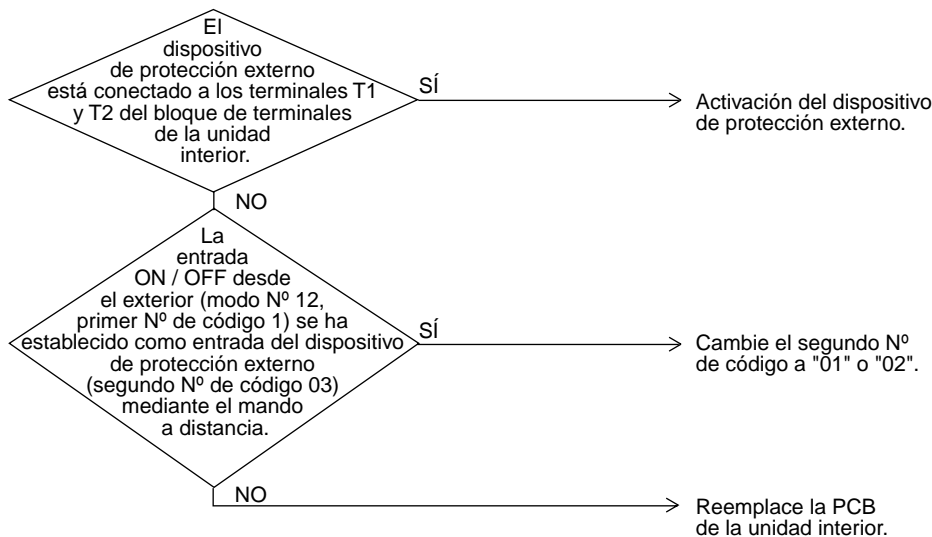 El
dispositivo
de protección externo
está conectado a los terminales T1
y T2 del bloque de terminales
de la unidad
interior.
SÍ
Activación del dispositivo
de protección externo.
NO
La
entrada
ON / OFF desde
el exterior (modo Nº 12,
primer Nº de código 1) se ha
establecido como entrada del dispositivo
de protección externo
(segundo Nº de código 03)
mediante el mando
a distancia.
SÍ
Cambie el segundo Nº
de código a "01" o "02".
NO
Reemplace la PCB
de la unidad interior.